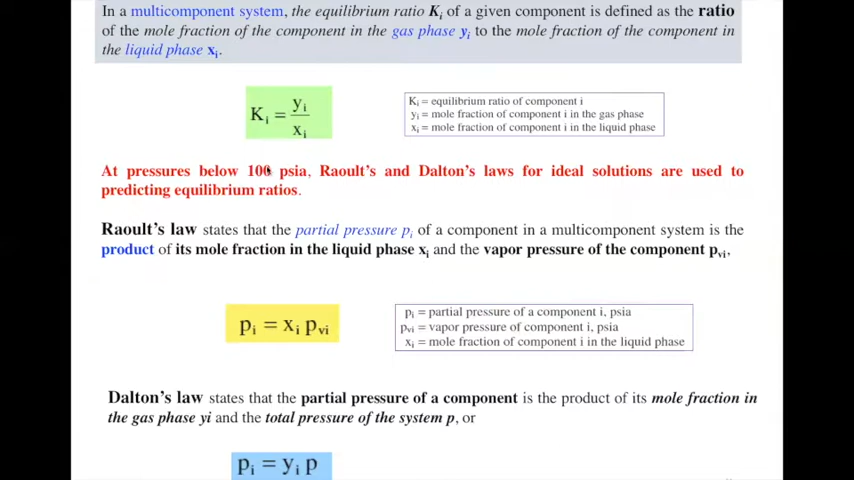 In a multicomponent system, the equilibrium ratio Ki of a given component is defined as the ratio
of the mole fraction of the component in the gas phase yi to the mole fraction of the component in
the liquid phase xi.
Ki = yi / xi
Ki = equilibrium ratio of component i
yi = mole fraction of component i in the gas phase
xi = mole fraction of component i in the liquid phase
At pressures below 100 psia, Raoult's and Dalton's laws for ideal solutions are used to
predicting equilibrium ratios.
Raoult's law states that the partial pressure pi of a component in a multicomponent system is the
product of its mole fraction in the liquid phase xi and the vapor pressure of the component pvi,
pi = xi pvi
pi = partial pressure of a component i, psia
pvi = vapor pressure of component i, psia
xi = mole fraction of component i in the liquid phase
Dalton's law states that the partial pressure of a component is the product of its mole fraction in
the gas phase yi and the total pressure of the system p, or
pi = yi p